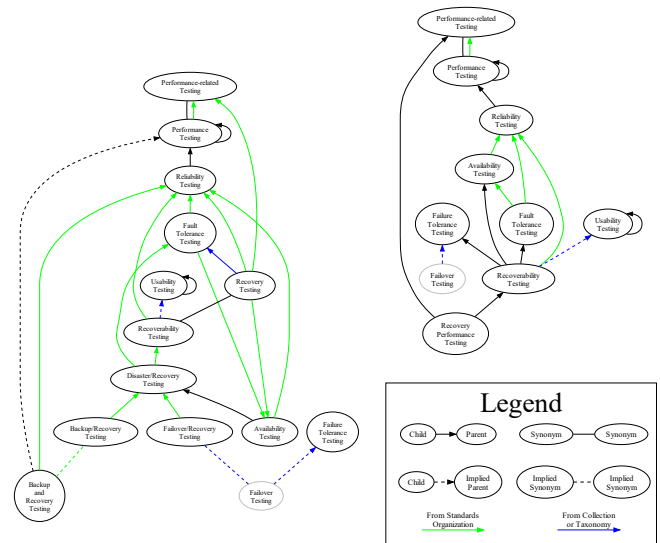 Performance-related
Testing
Performance
Testing
Reliability
Testing
Fault
Tolerance
Testing
Usability
Testing
Recovery
Testing
Recoverability
Testing
Disaster/Recovery
Testing
Backup/Recovery
Testing
Failover/Recovery
Testing
Availability
Testing
Failure
Tolerance
Testing
Backup
and
Recovery
Testing
Failover
Testing
Performance-related
Testing
Performance
Testing
Reliability
Testing
Availability
Testing
Failure
Tolerance
Testing
Fault
Tolerance
Testing
Usability
Testing
Failover
Testing
Recoverability
Testing
Recovery
Performance
Testing
Legend
Child
Parent
Synonym
Synonym
Child
Implied
Parent
Implied
Synonym
Implied
Synonym
From Standards
Organization
From Collection
or Taxonomy